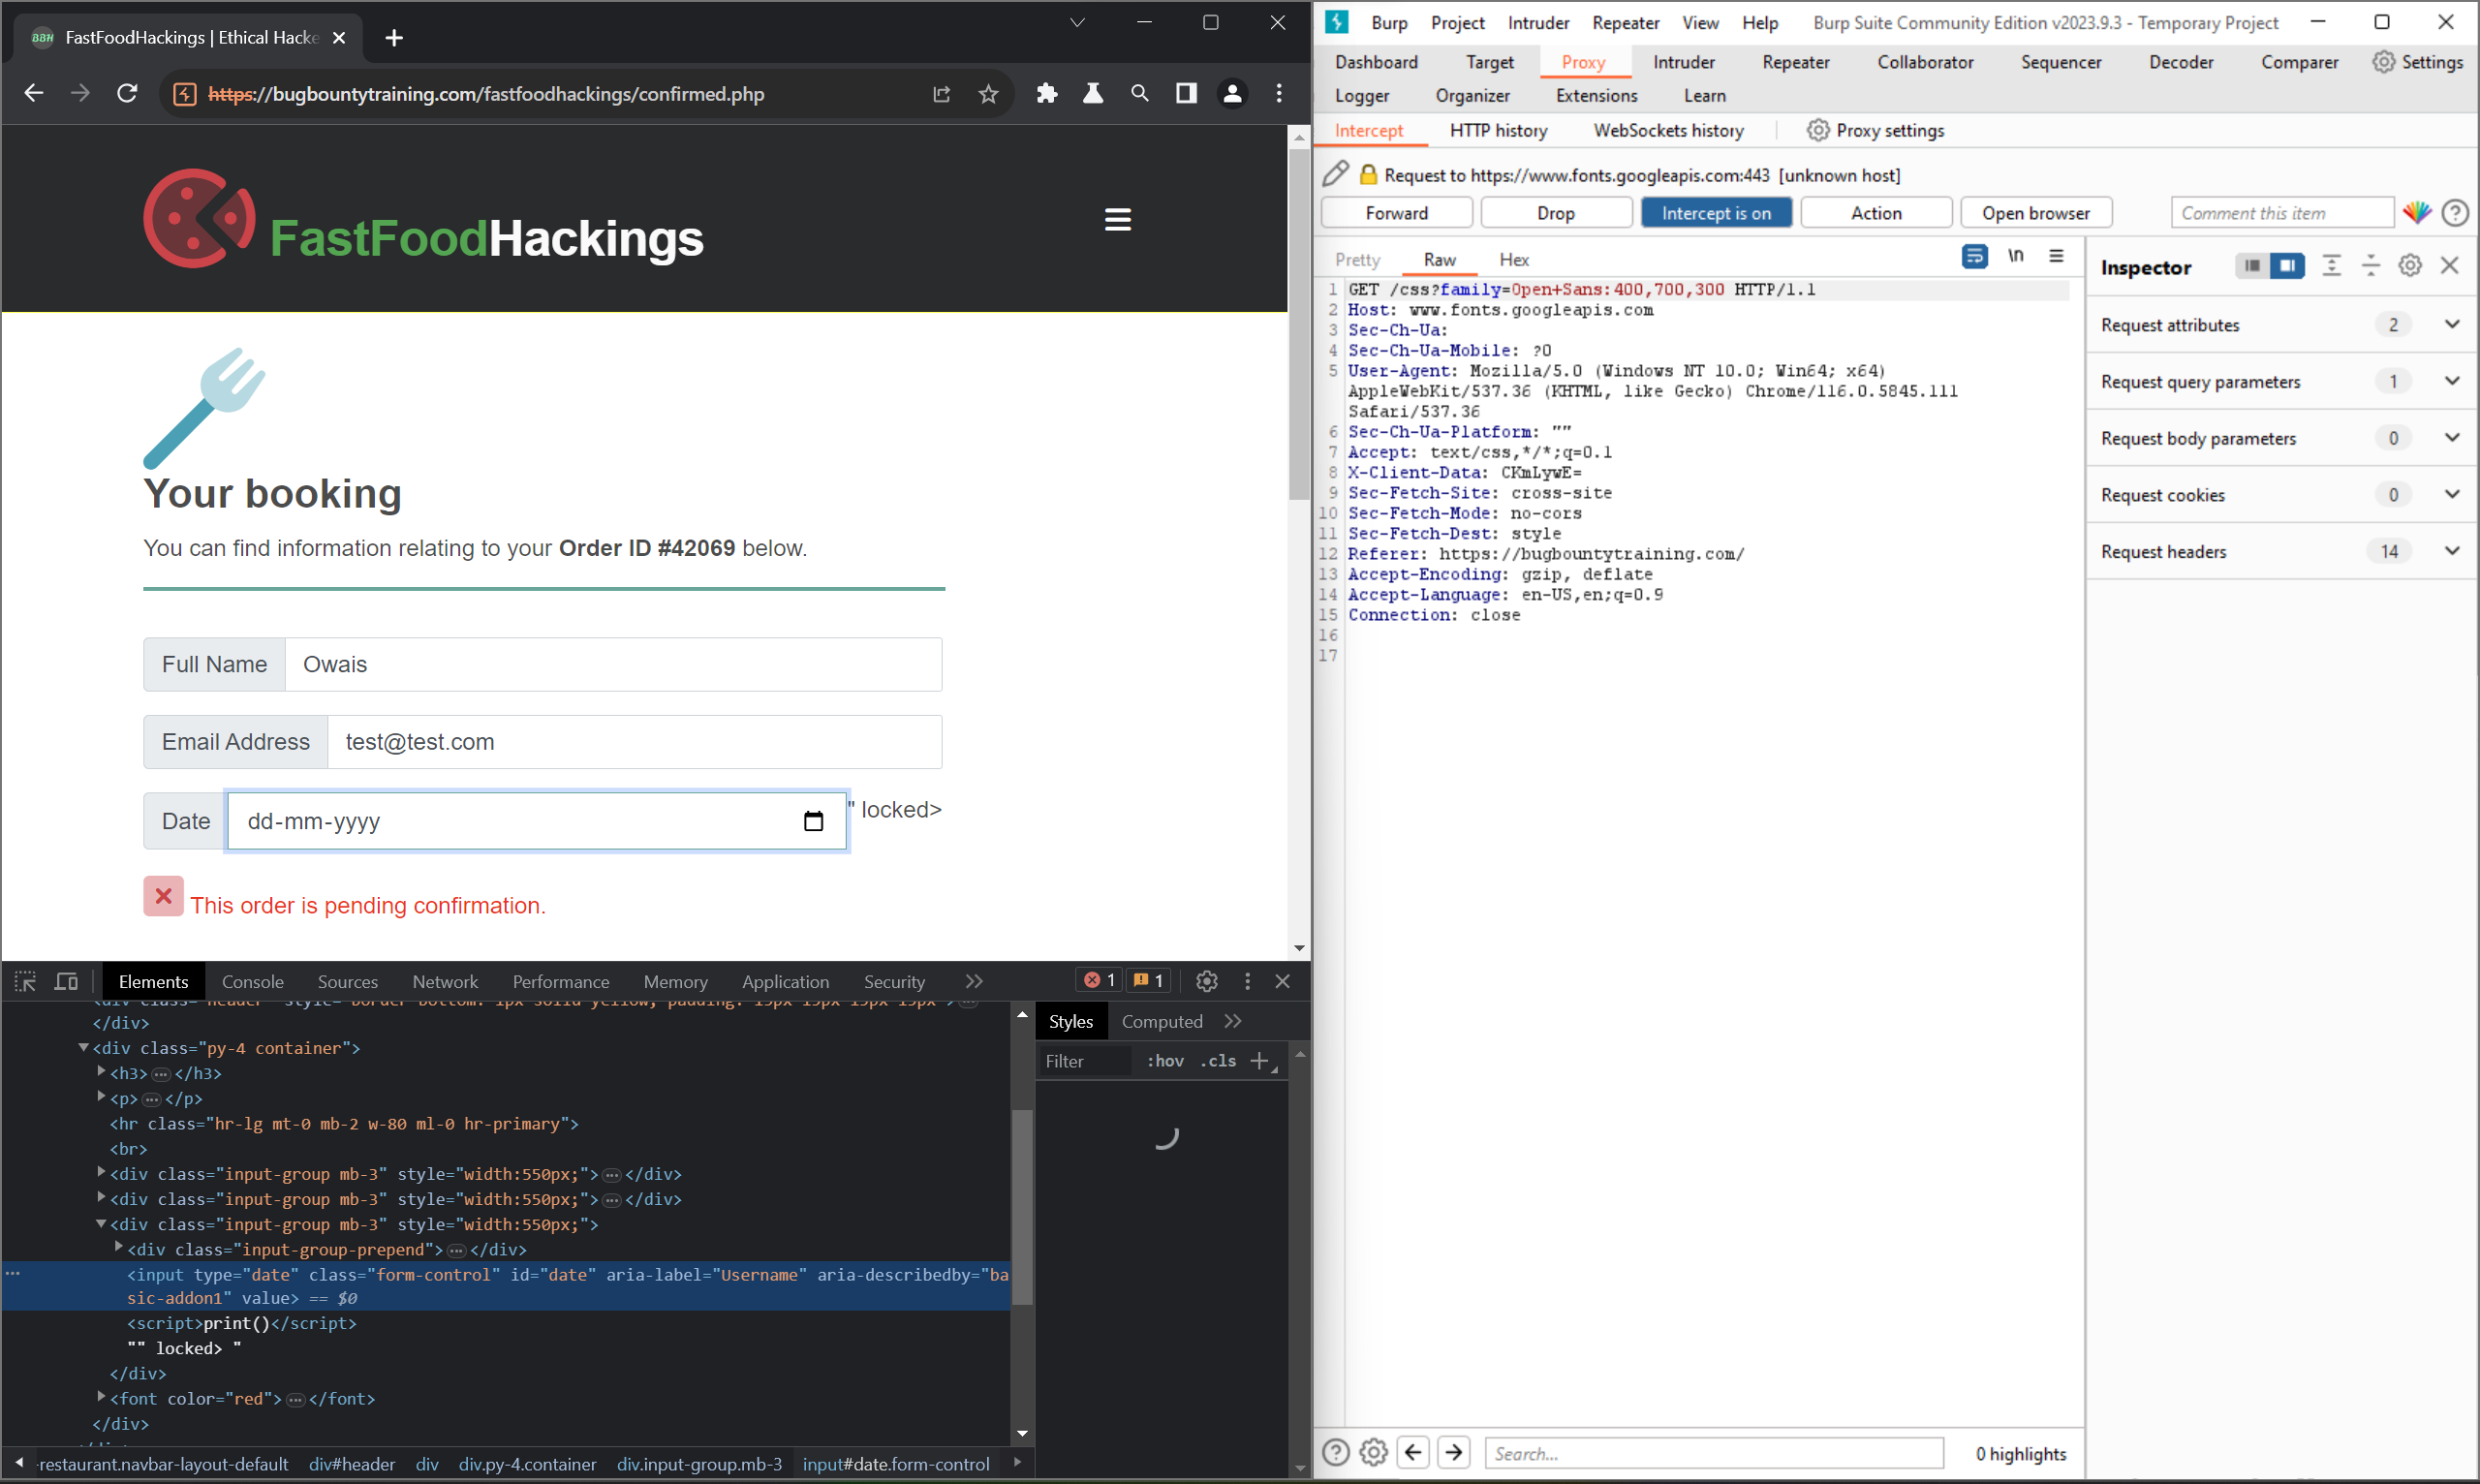 FastFoodHackings | Ethical Hacke
https://bugbountytraining.com/fastfoodhackings/confirmed.php
FastFoodHackings
Your booking
You can find information relating to your Order ID #42069 below.
Full Name Owais
Email Address test@test.com
Date dd-mm-yyyy " locked>
This order is pending confirmation.
Elements Console Sources Network Performance Memory Application Security 1 1
</div>
<div class="py-4 container">
<h3>…</h3>
<p>…</p>
<hr class="hr-lg mt-0 mb-2 w-80 ml-0 hr-primary">
<br>
<div class="input-group mb-3" style="width:550px;">…</div>
<div class="input-group mb-3" style="width:550px;">…</div>
<div class="input-group mb-3" style="width:550px;">
<div class="input-group-prepend">…</div>
<input type="date" class="form-control" id="date" aria-label="Username" aria-describedby="ba
sic-addon1" value> == $0
<script>print()</script>
"" locked> "
</div>
<font color="red">…</font>
</div>
-restaurant.navbar-layout-default div#header div div.py-4.container div.input-group.mb-3 input#date.form-control
Styles Computed
Filter :hov .cls
Burp Project Intruder Repeater View Help Burp Suite Community Edition v2023.9.3 - Temporary Project
Dashboard Target Proxy Intruder Repeater Collaborator Sequencer Decoder Comparer Settings
Logger Organizer Extensions Learn
Intercept HTTP history WebSockets history Proxy settings
Request to https://www.fonts.googleapis.com:443 [unknown host]
Forward Drop Intercept is on Action Open browser Comment this item
Pretty Raw Hex \n
1 GET /css?family=Open+Sans:400,700,300 HTTP/1.1
2 Host: www.fonts.googleapis.com
3 Sec-Ch-Ua:
4 Sec-Ch-Ua-Mobile: ?0
5 User-Agent: Mozilla/5.0 (Windows NT 10.0; Win64; x64)
AppleWebKit/537.36 (KHTML, like Gecko) Chrome/116.0.5845.111
Safari/537.36
6 Sec-Ch-Ua-Platform: ""
7 Accept: text/css,*/*;q=0.1
8 X-Client-Data: CKmLywE=
9 Sec-Fetch-Site: cross-site
10 Sec-Fetch-Mode: no-cors
11 Sec-Fetch-Dest: style
12 Referer: https://bugbountytraining.com/
13 Accept-Encoding: gzip, deflate
14 Accept-Language: en-US,en;q=0.9
15 Connection: close
16
17
Inspector
Request attributes 2
Request query parameters 1
Request body parameters 0
Request cookies 0
Request headers 14
Search... 0 highlights